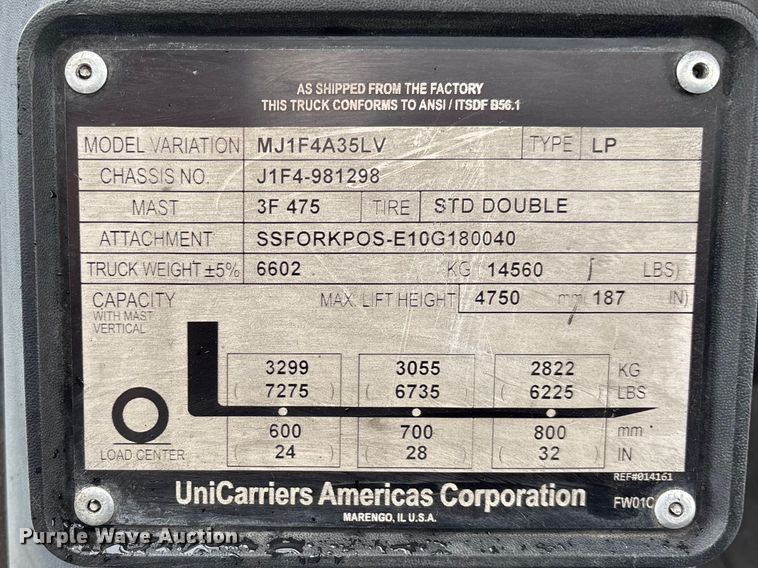 AS SHIPPED FROM THE FACTORY
THIS TRUCK CONFORMS TO ANSI / ITSDF B56.1
MODEL VARIATION MJ1F4A35LV TYPE LP
CHASSIS NO. J1F4-981298
MAST 3F 475 TIRE STD DOUBLE
ATTACHMENT SSFORKPOS-E10G180040
TRUCK WEIGHT ±5% 6602 KG (14560 LBS)
CAPACITY MAX. LIFT HEIGHT 4750 mm (187 IN)
WITH MAST
VERTICAL
3299 3055 2822 KG
(7275) (6735) (6225) LBS
600 700 800 mm
LOAD CENTER (24) (28) (32) IN
REF#014161
UniCarriers Americas Corporation FW01C
MARENGO, IL U.S.A.
Purple Wave Auction